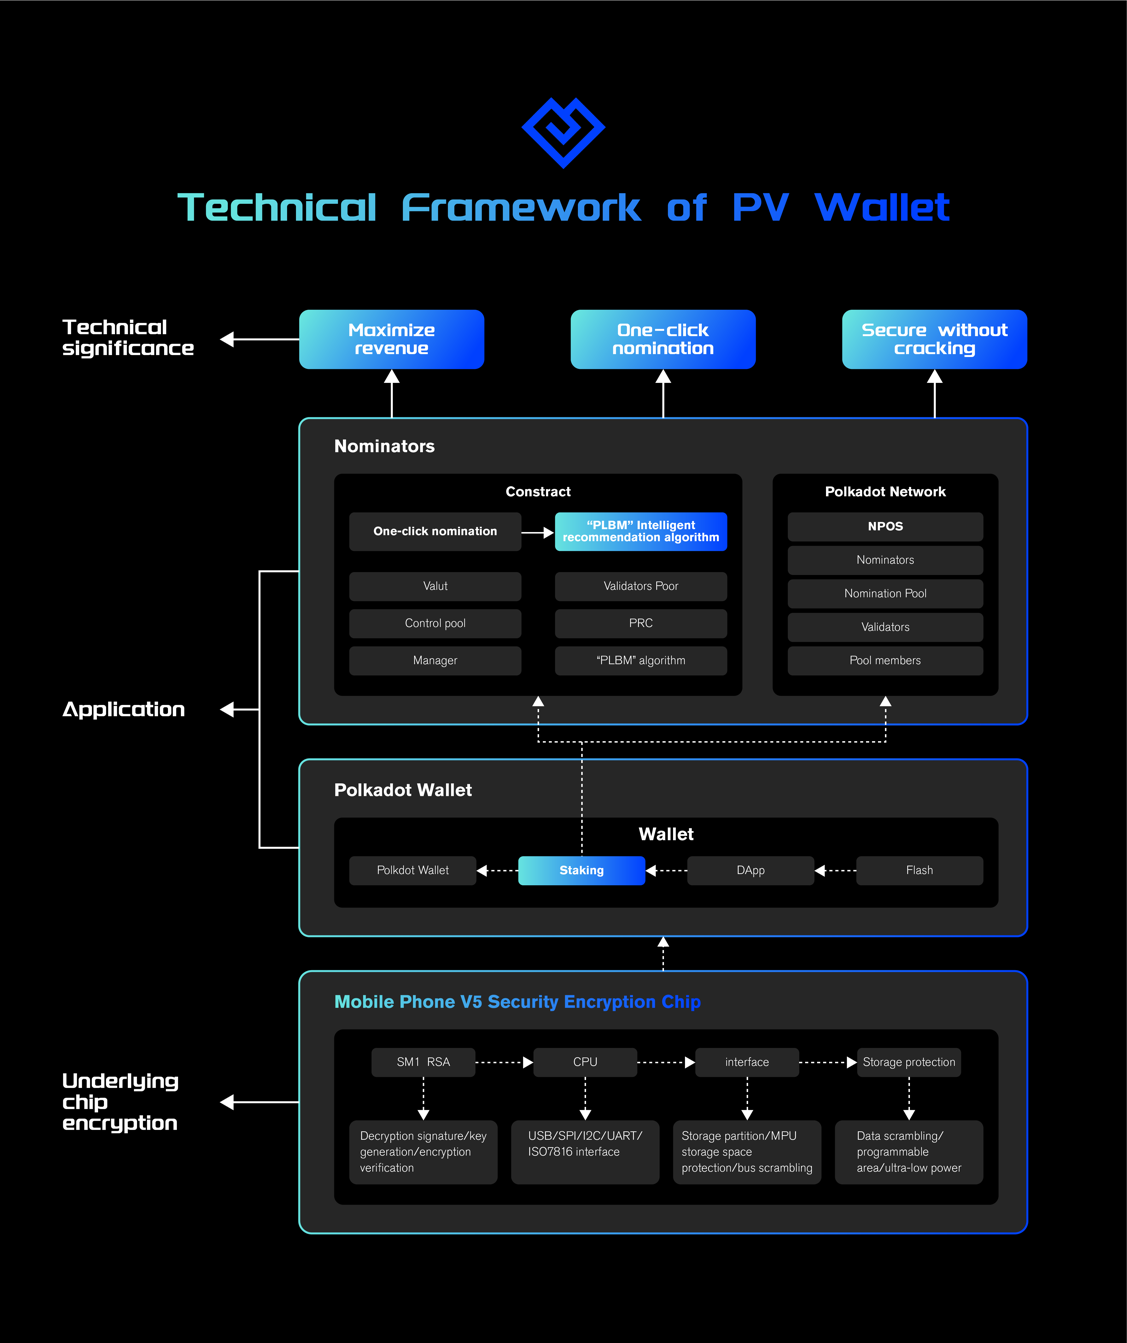 Technical Framework of PV Wallet
Technical
significance
Maximize
revenue
One-click
nomination
Secure without
cracking
Nominators
Constract
One-click nomination
“PLBM” Intelligent
recommendation algorithm
Valut
Validators Poor
Control pool
PRC
Manager
“PLBM” algorithm
Polkadot Network
NPOS
Nominators
Nomination Pool
Validators
Pool members
Application
Polkadot Wallet
Wallet
Polkdot Wallet
Staking
DApp
Flash
Mobile Phone V5 Security Encryption Chip
Underlying
chip
encryption
SM1 RSA
CPU
interface
Storage protection
Decryption signature/key
generation/encryption
verification
USB/SPI/I2C/UART/
ISO7816 interface
Storage partition/MPU
storage space
protection/bus scrambling
Data scrambling/
programmable
area/ultra-low power